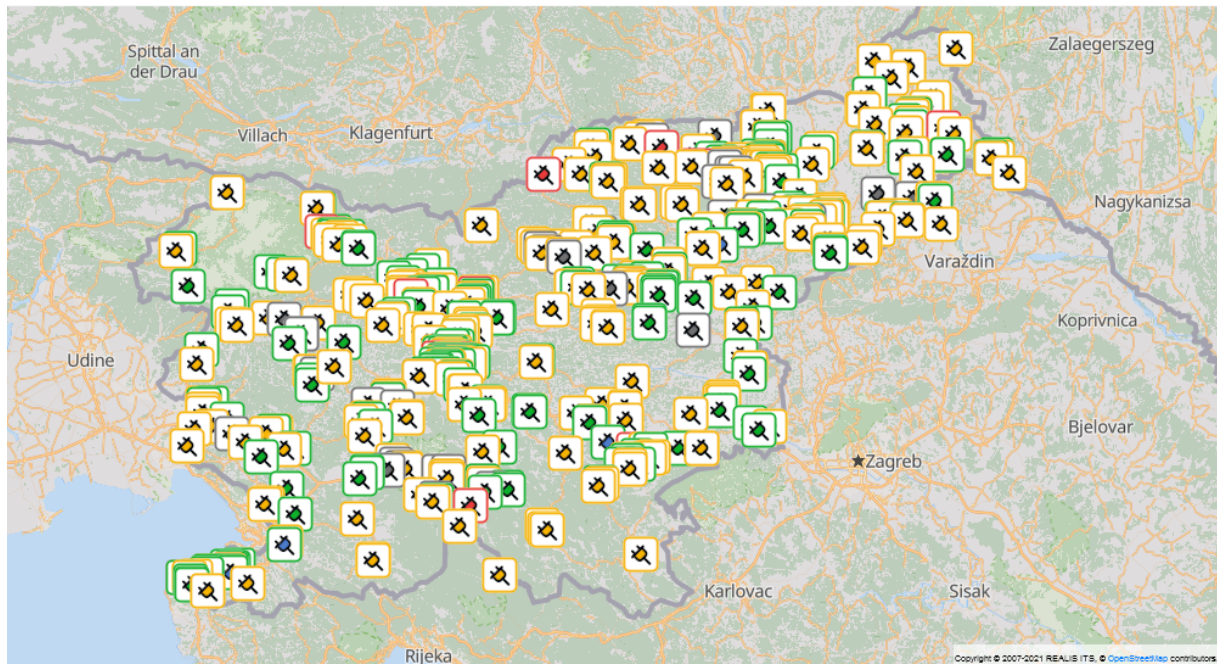 Spittal an
der Drau
Zalaegerszeg
Villach
Klagenfurt
Nagykanizsa
Varaždin
Koprivnica
Udine
Bjelovar
Zagreb
Karlovac
Sisak
Rijeka
Copyright © 2007-2021 REALIS ITS, © OpenStreetMap contributors